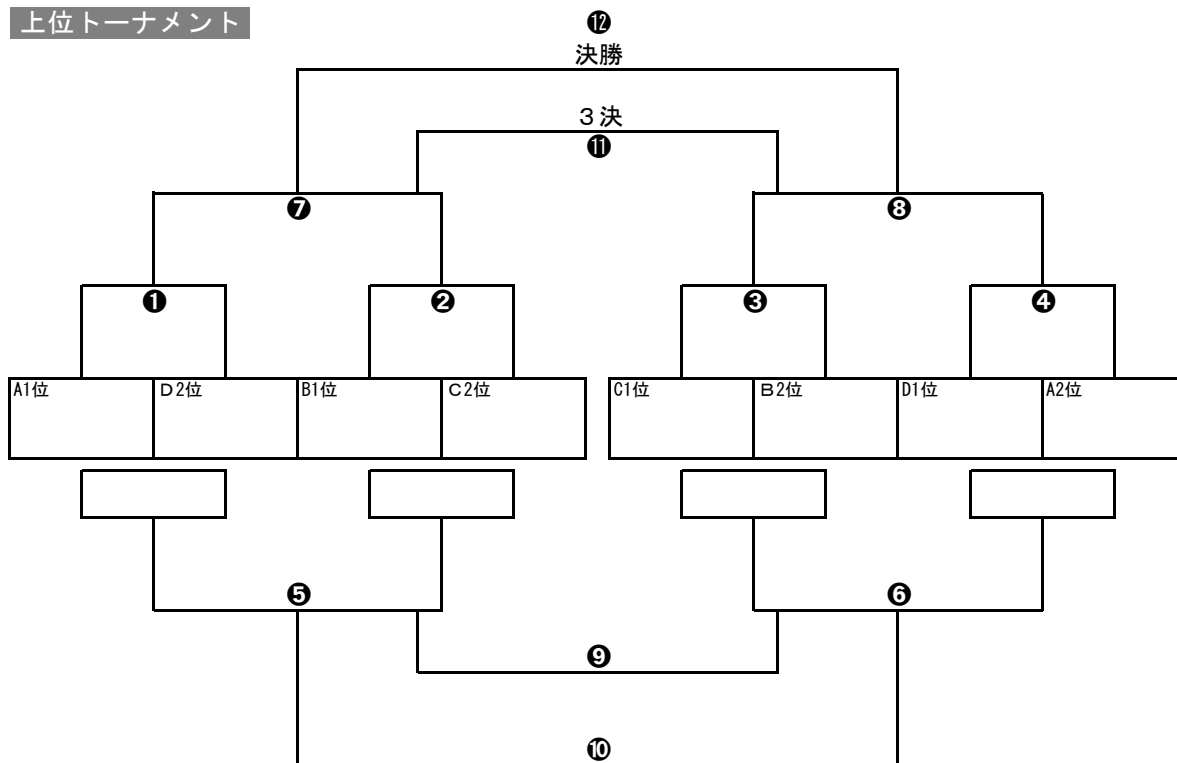 上位トーナメント
⓬
決勝
３決
⓫
❼ ❽
❶ ❷ ❸ ❹
A1位 Ｄ2位 B1位 Ｃ2位 C1位 Ｂ2位 D1位 A2位
❺ ❻
❾
❿